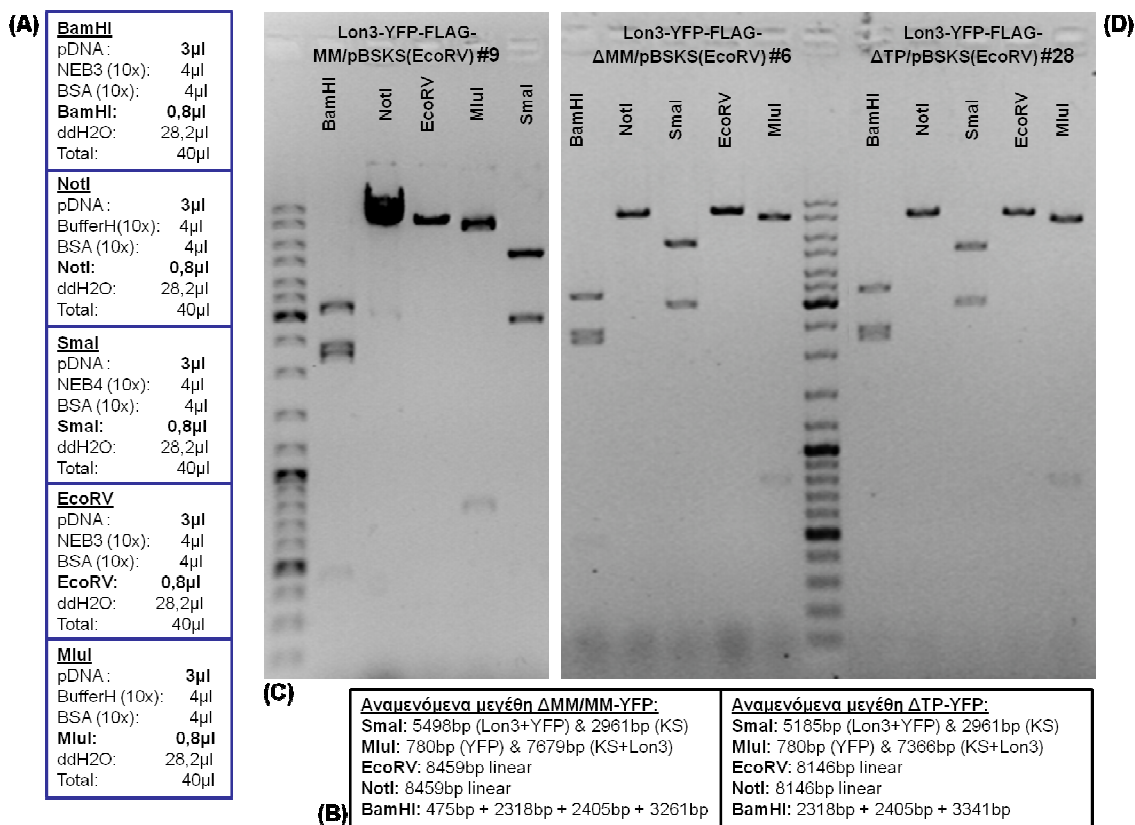 (A)
BamHI
pDNA: 3μl
NEB3 (10x): 4μl
BSA (10x): 4μl
BamHI: 0,8μl
ddH2O: 28,2μl
Total: 40μl
NotI
pDNA: 3μl
BufferH(10x): 4μl
BSA (10x): 4μl
NotI: 0,8μl
ddH2O: 28,2μl
Total: 40μl
SmaI
pDNA: 3μl
NEB4 (10x): 4μl
BSA (10x): 4μl
SmaI: 0,8μl
ddH2O: 28,2μl
Total: 40μl
EcoRV
pDNA: 3μl
NEB3 (10x): 4μl
BSA (10x): 4μl
EcoRV: 0,8μl
ddH2O: 28,2μl
Total: 40μl
MluI
pDNA: 3μl
BufferH (10x): 4μl
BSA (10x): 4μl
MluI: 0,8μl
ddH2O: 28,2μl
Total: 40μl
(C)
Lon3-YFP-FLAG-
MM/pBSKS(EcoRV) #9
BamHI NotI EcoRV MluI SmaI
(D)
Lon3-YFP-FLAG-
ΔMM/pBSKS(EcoRV) #6
BamHI NotI SmaI EcoRV MluI
Lon3-YFP-FLAG-
ΔTP/pBSKS(EcoRV) #28
BamHI NotI SmaI EcoRV MluI
(B)
Αναμενόμενα μεγέθη ΔMM/MM-YFP:
SmaI: 5498bp (Lon3+YFP) & 2961bp (KS)
MluI: 780bp (YFP) & 7679bp (KS+Lon3)
EcoRV: 8459bp linear
NotI: 8459bp linear
BamHI: 475bp + 2318bp + 2405bp + 3261bp
Αναμενόμενα μεγέθη ΔTP-YFP:
SmaI: 5185bp (Lon3+YFP) & 2961bp (KS)
MluI: 780bp (YFP) & 7366bp (KS+Lon3)
EcoRV: 8146bp linear
NotI: 8146bp linear
BamHI: 2318bp + 2405bp + 3341bp